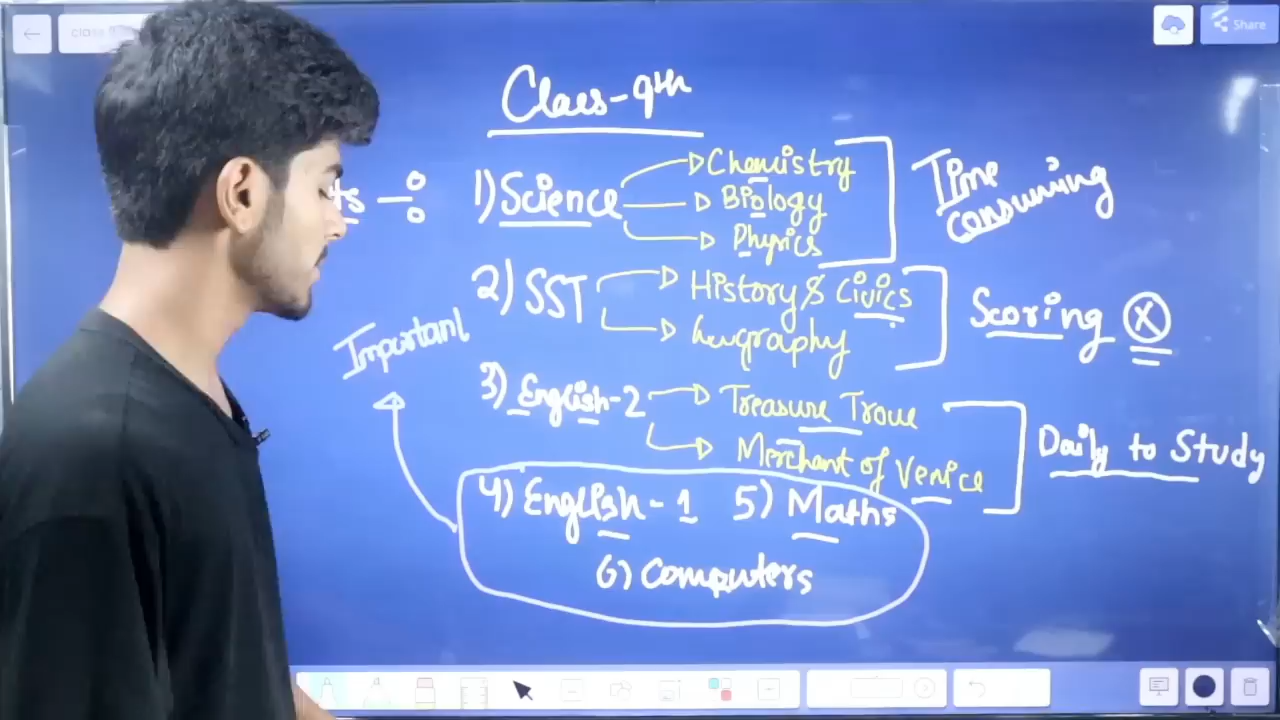 Share
Class-9th
1) Science
Chemistry
Biology
Physics
Time
consuming
2) SST
History & Civics
Scoring X
Important
3) English-2
Treasure Trove
Merchant of Venice
Daily to Study
4) English-1 5) Maths
6) Computers